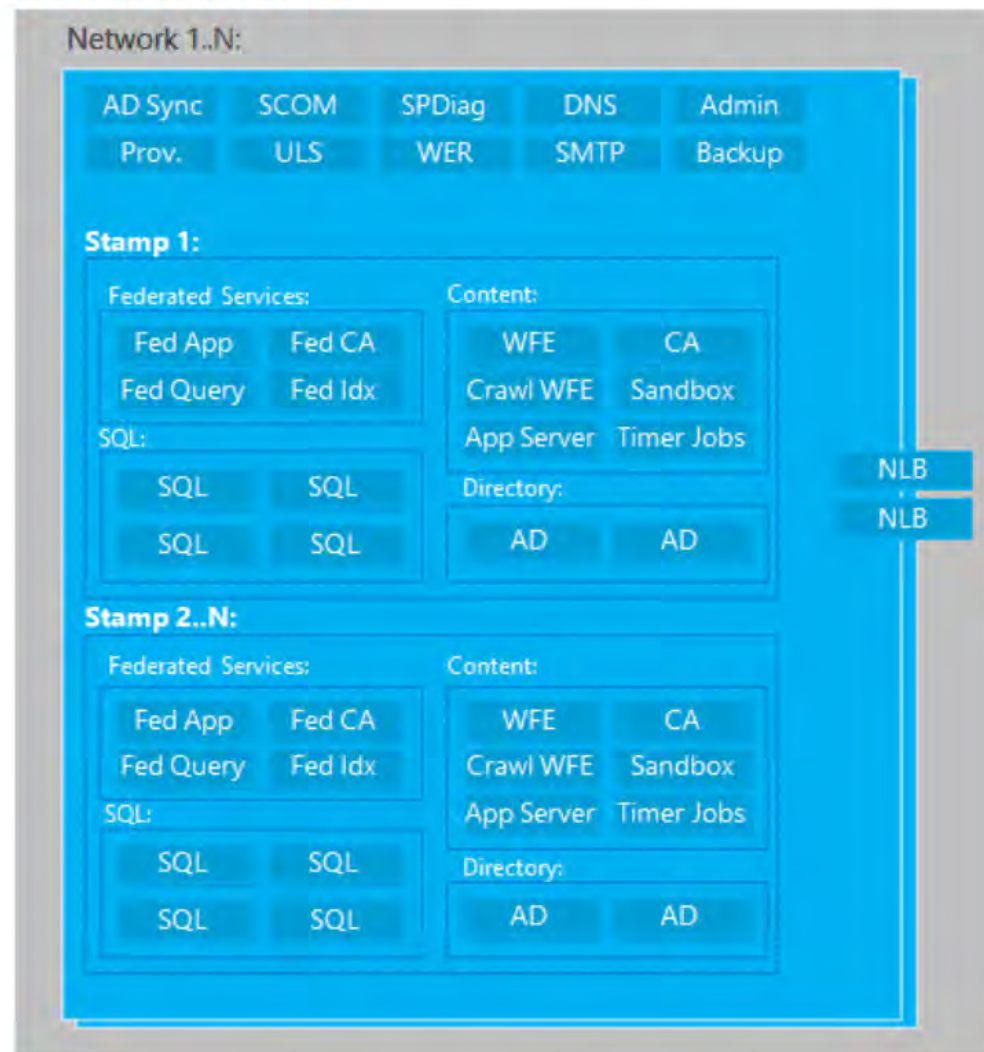 Network 1..N:
AD Sync SCOM SPDiag DNS Admin
Prov. ULS WER SMTP Backup
Stamp 1:
Federated Services:
Fed App Fed CA
Fed Query Fed Idx
SQL:
SQL SQL
SQL SQL
Content:
WFE CA
Crawl WFE Sandbox
App Server Timer Jobs
Directory:
AD AD
Stamp 2..N:
Federated Services:
Fed App Fed CA
Fed Query Fed Idx
SQL:
SQL SQL
SQL SQL
Content:
WFE CA
Crawl WFE Sandbox
App Server Timer Jobs
Directory:
AD AD
NLB
NLB